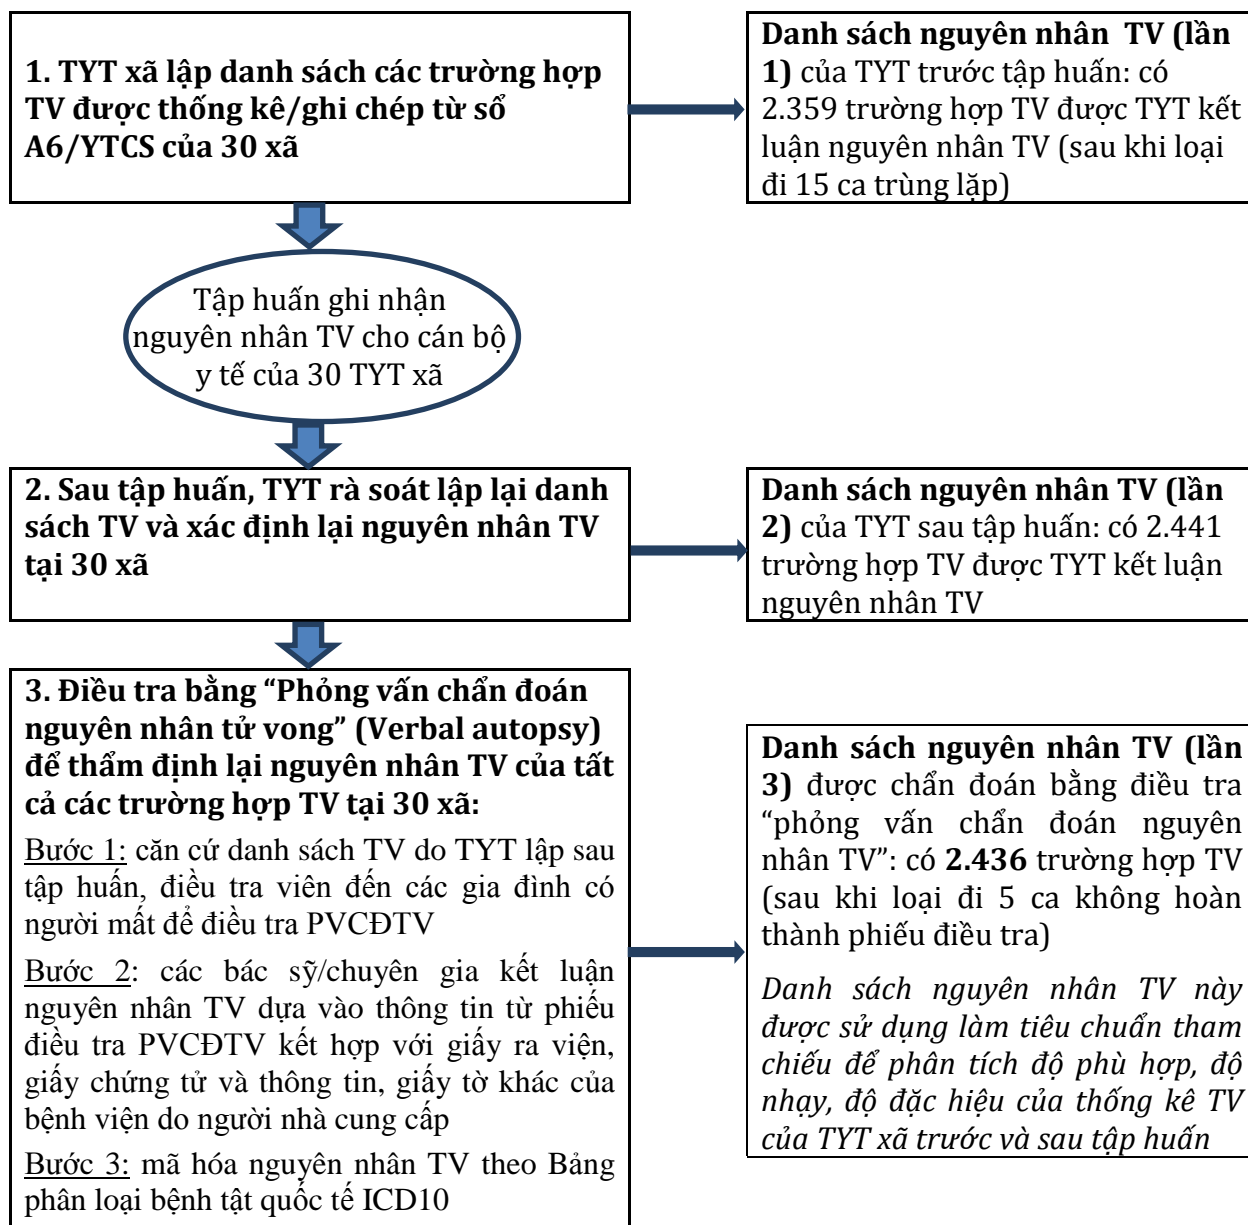 1. TYT xã lập danh sách các trường hợp
TV được thống kê/ghi chép từ sổ
A6/YTCS của 30 xã
Danh sách nguyên nhân TV (lần
1) của TYT trước tập huấn: có
2.359 trường hợp TV được TYT kết
luận nguyên nhân TV (sau khi loại
đi 15 ca trùng lặp)
Tập huấn ghi nhận
nguyên nhân TV cho cán bộ
y tế của 30 TYT xã
2. Sau tập huấn, TYT rà soát lập lại danh
sách TV và xác định lại nguyên nhân TV
tại 30 xã
Danh sách nguyên nhân TV (lần
2) của TYT sau tập huấn: có 2.441
trường hợp TV được TYT kết luận
nguyên nhân TV
3. Điều tra bằng “Phỏng vấn chẩn đoán
nguyên nhân tử vong” (Verbal autopsy)
để thẩm định lại nguyên nhân TV của tất
cả các trường hợp TV tại 30 xã:
Bước 1: căn cứ danh sách TV do TYT lập sau
tập huấn, điều tra viên đến các gia đình có
người mất để điều tra PVCĐTV
Bước 2: các bác sỹ/chuyên gia kết luận
nguyên nhân TV dựa vào thông tin từ phiếu
điều tra PVCĐTV kết hợp với giấy ra viện,
giấy chứng tử và thông tin, giấy tờ khác của
bệnh viện do người nhà cung cấp
Bước 3: mã hóa nguyên nhân TV theo Bảng
phân loại bệnh tật quốc tế ICD10
Danh sách nguyên nhân TV (lần
3) được chẩn đoán bằng điều tra
“phỏng vấn chẩn đoán nguyên
nhân TV”: có 2.436 trường hợp TV
(sau khi loại đi 5 ca không hoàn
thành phiếu điều tra)
Danh sách nguyên nhân TV này
được sử dụng làm tiêu chuẩn tham
chiếu để phân tích độ phù hợp, độ
nhạy, độ đặc hiệu của thống kê TV
của TYT xã trước và sau tập huấn